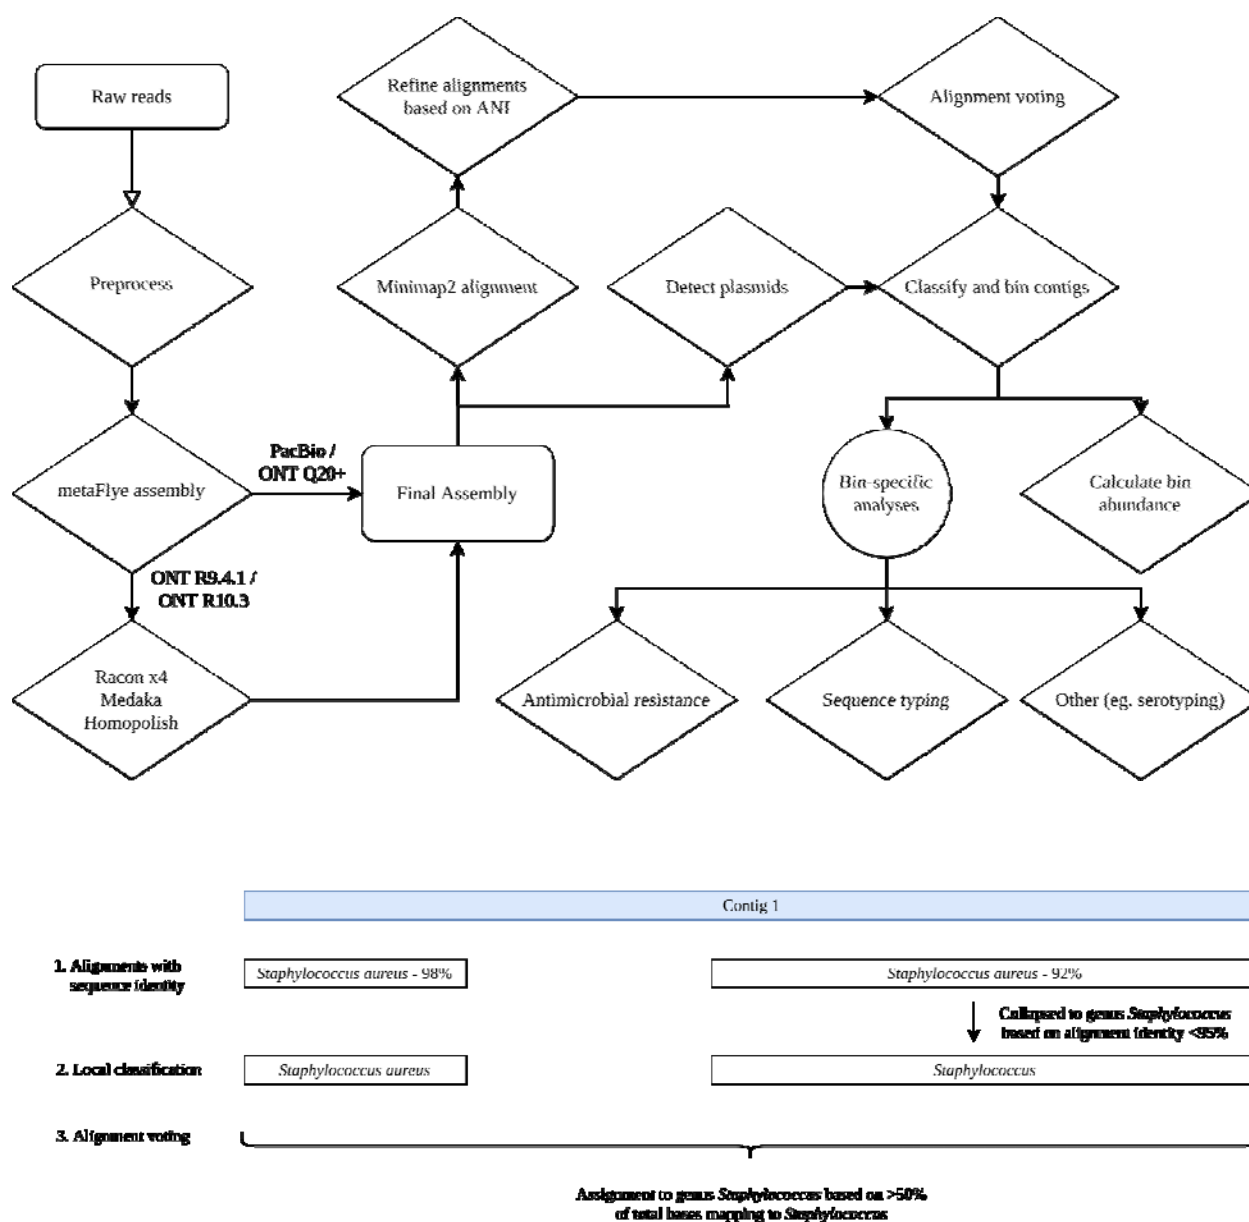 Raw reads
Refine alignments
based on ANI
Alignment voting
Preprocess
Minimap2 alignment
Detect plasmids
Classify and bin contigs
metaFlye assembly
PacBio /
ONT Q20+
Final Assembly
Bin-specific
analyses
Calculate bin
abundance
ONT R9.4.1 /
ONT R10.3
Racon x4
Medaka
Homopolish
Antimicrobial resistance
Sequence typing
Other (eg. serotyping)
Contig 1
1. Alignments with
sequence identity
Staphylococcus aureus - 98%
Staphylococcus aureus - 92%
Collapsed to genus Staphylococcus
based on alignment identity <95%
2. Local classification
Staphylococcus aureus
Staphylococcus
3. Alignment voting
Assignment to genus Staphylococcus based on >50%
of total bases mapping to Staphylococcus